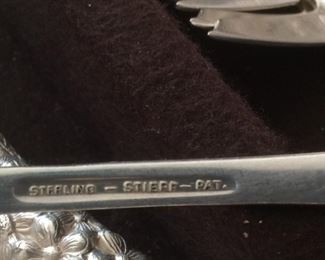 STERLING - STIEFF - PAT.